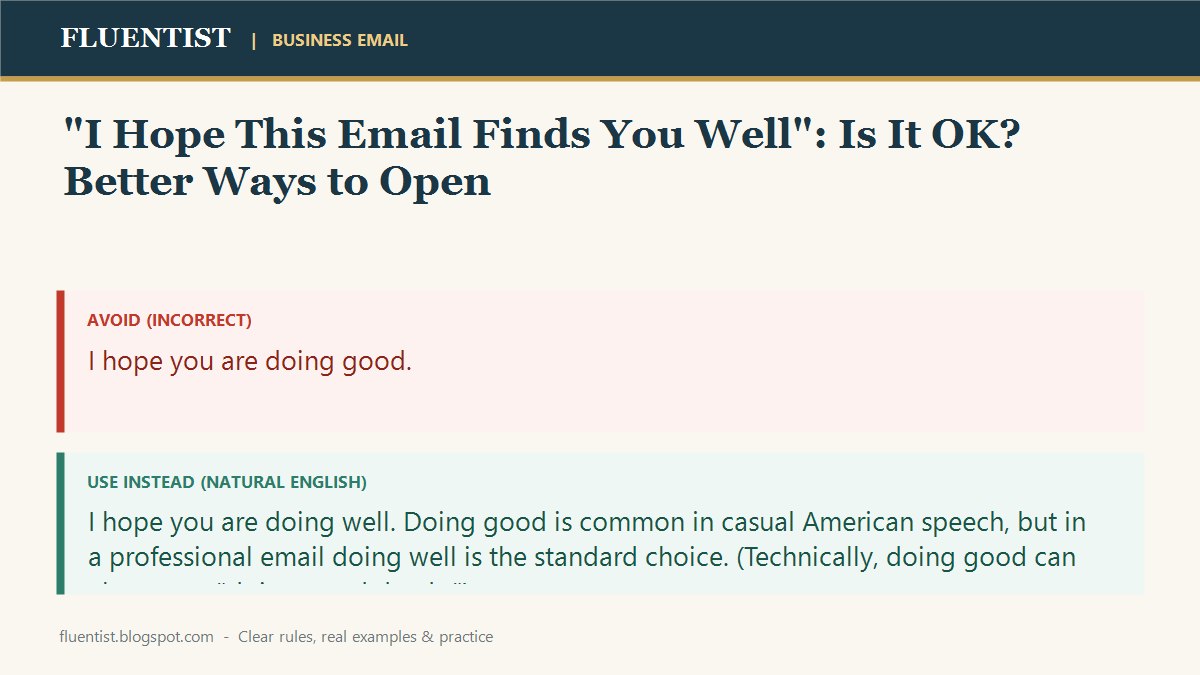 FLUENTIST | BUSINESS EMAIL
"I Hope This Email Finds You Well": Is It OK?
Better Ways to Open
AVOID (INCORRECT)
I hope you are doing good.
USE INSTEAD (NATURAL ENGLISH)
I hope you are doing well. Doing good is common in casual American speech, but in
a professional email doing well is the standard choice. (Technically, doing good can
fluentist.blogspot.com - Clear rules, real examples & practice